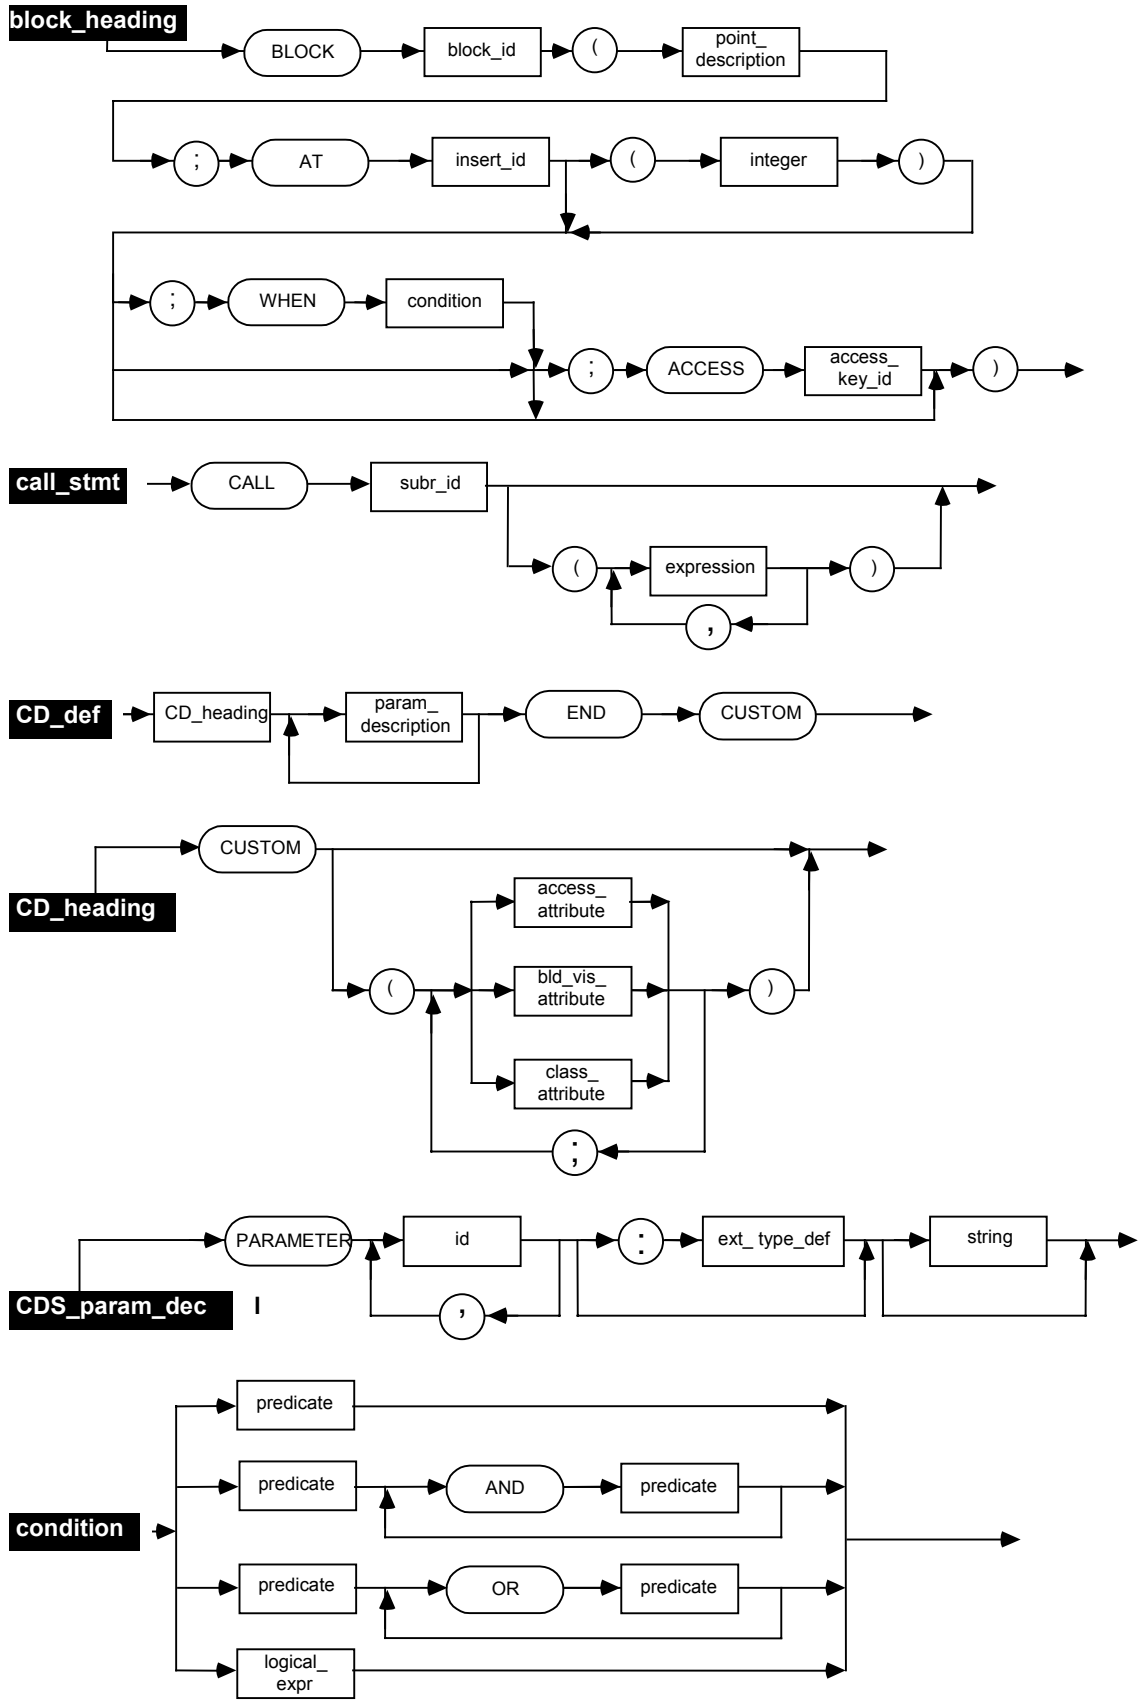 block_heading
BLOCK block_id ( point_
description
; AT insert_id ( integer )
; WHEN condition
; ACCESS access_
key_id )
call_stmt CALL subr_id
( expression )
,
CD_def CD_heading param_
description END CUSTOM
CUSTOM
CD_heading
access_
attribute
( bld_vis_
attribute )
class_
attribute
;
PARAMETER id : ext_ type_def string
CDS_param_dec l
,
predicate
predicate AND predicate
condition
predicate OR predicate
logical_
expr